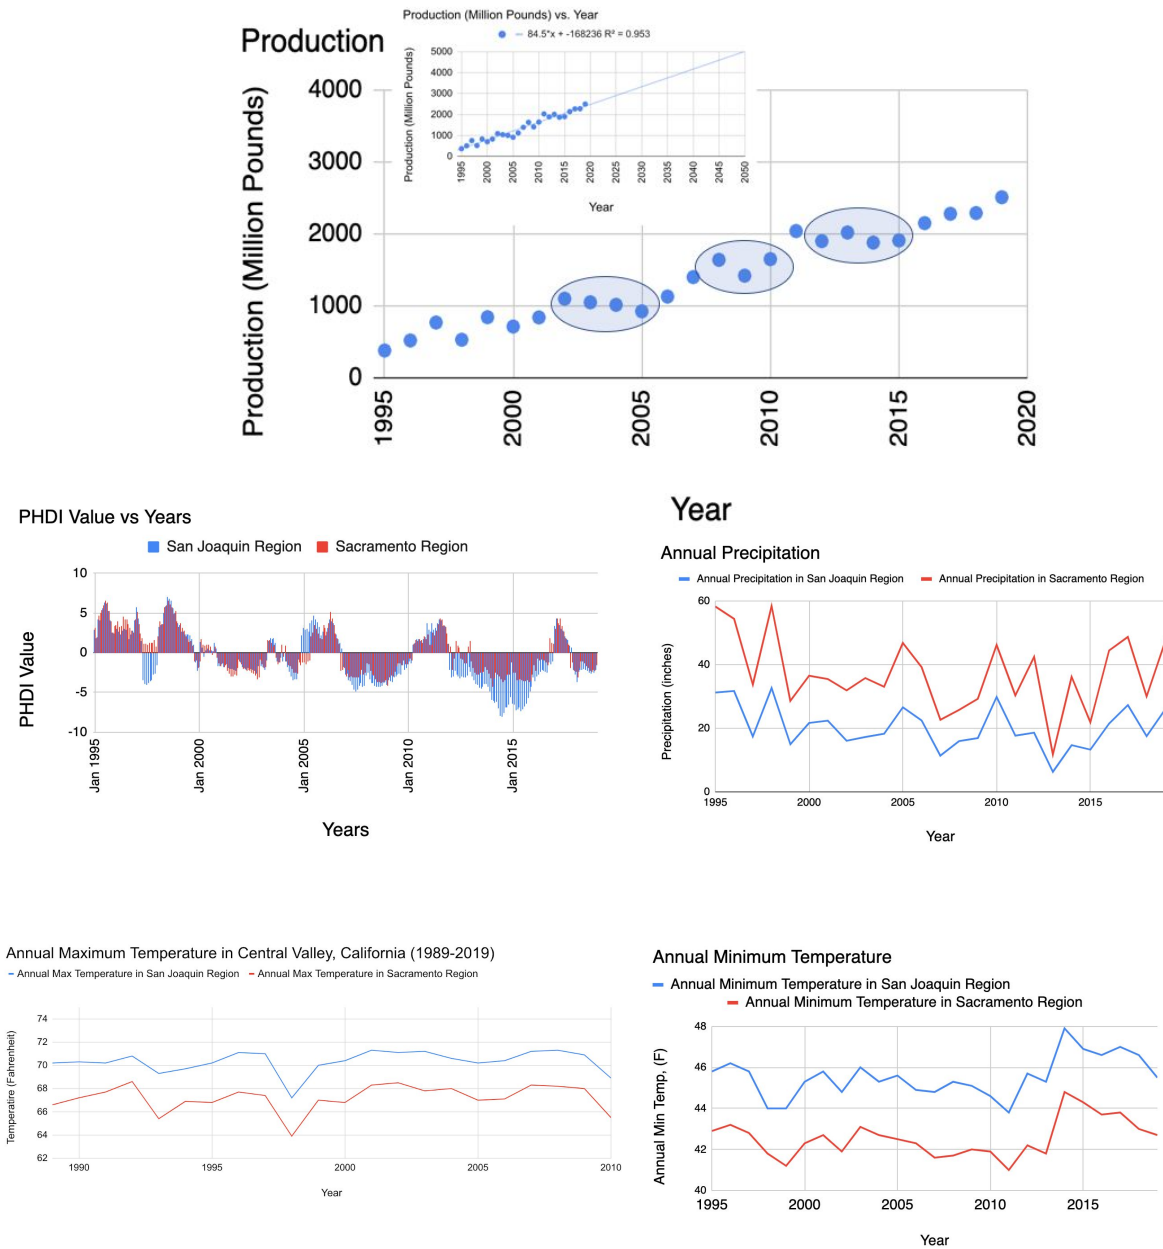 Production (Million Pounds) vs. Year
84.5*x + -168236 R² = 0.953
Production
Production (Million Pounds)
5000
4000
3000
2000
1000
0
1995 2000 2005 2010 2015 2020 2025 2030 2035 2040 2045 2050
Year
Production (Million Pounds)
4000
3000
2000
1000
0
1995 2000 2005 2010 2015 2020
Year
PHDI Value vs Years
San Joaquin Region Sacramento Region
PHDI Value
10
5
0
-5
-10
Jan 1995 Jan 2000 Jan 2005 Jan 2010 Jan 2015
Years
Annual Precipitation
Annual Precipitation in San Joaquin Region Annual Precipitation in Sacramento Region
Precipitation (inches)
60
40
20
0
1995 2000 2005 2010 2015
Year
Annual Maximum Temperature in Central Valley, California (1989-2019)
Annual Max Temperature in San Joaquin Region Annual Max Temperature in Sacramento Region
Temperatire (Fahrenheit)
74
72
70
68
66
64
62
1990 1995 2000 2005 2010
Year
Annual Minimum Temperature
Annual Minimum Temperature in San Joaquin Region
Annual Minimum Temperature in Sacramento Region
Annual Min Temp, (F)
48
46
44
42
40
1995 2000 2005 2010 2015
Year